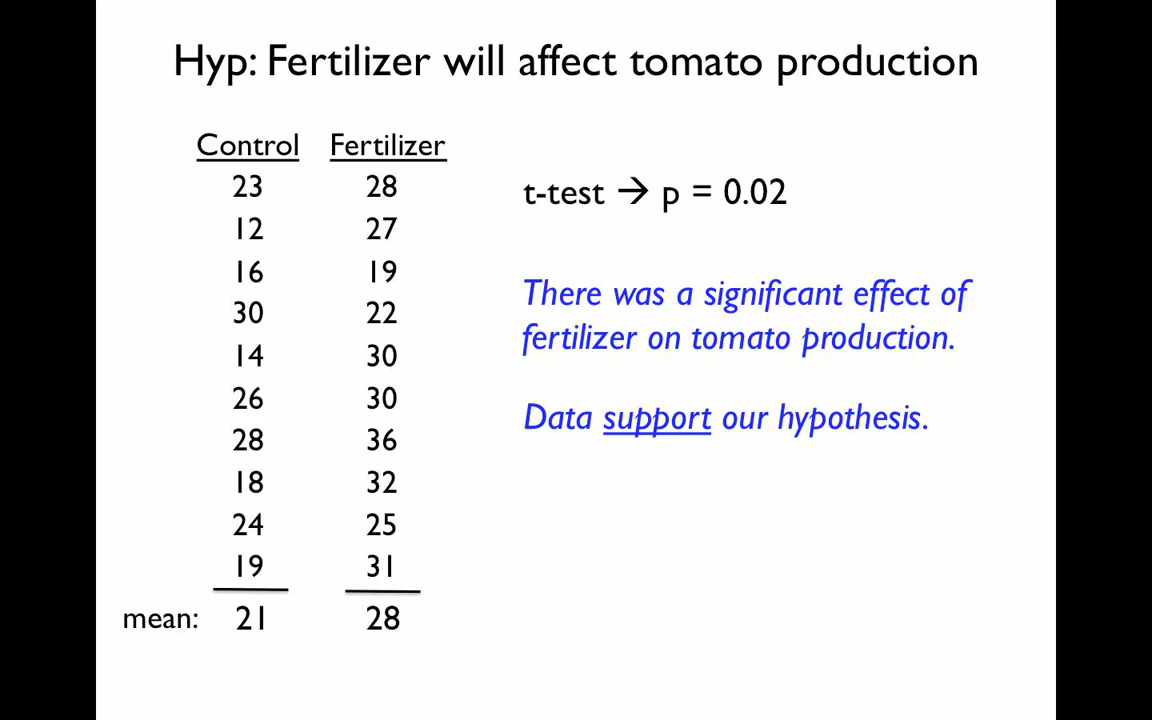 Hyp: Fertilizer will affect tomato production
Control Fertilizer
23 28
12 27
16 19
30 22
14 30
26 30
28 36
18 32
24 25
19 31
mean: 21 28
t-test → p = 0.02
There was a significant effect of
fertilizer on tomato production.
Data support our hypothesis.